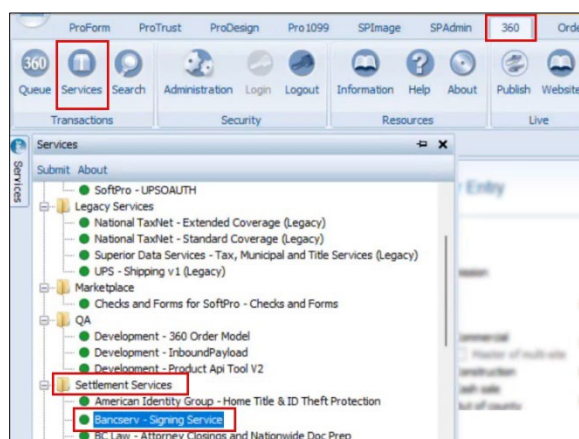 ProForm ProTrust ProDesign Pro1099 SPImage SPAdmin 360 Orde
360
Queue Services Search Administration Login Logout Information Help About Publish Website
Transactions Security Resources Live
Services
Services
Submit About
SoftPro - UPSOAUTH
Legacy Services
National TaxNet - Extended Coverage (Legacy)
National TaxNet - Standard Coverage (Legacy)
Superior Data Services - Tax, Municipal and Title Services (Legacy)
UPS - Shipping v1 (Legacy)
Marketplace
Checks and Forms for SoftPro - Checks and Forms
QA
Development - 360 Order Model
Development - InboundPayload
Development - Product Api Tool V2
Settlement Services
American Identity Group - Home Title & ID Theft Protection
Bancserv - Signing Service
BC Law - Attorney Closings and Nationwide Doc Prep
Entry
Master of multi-site
cash sale
out of county